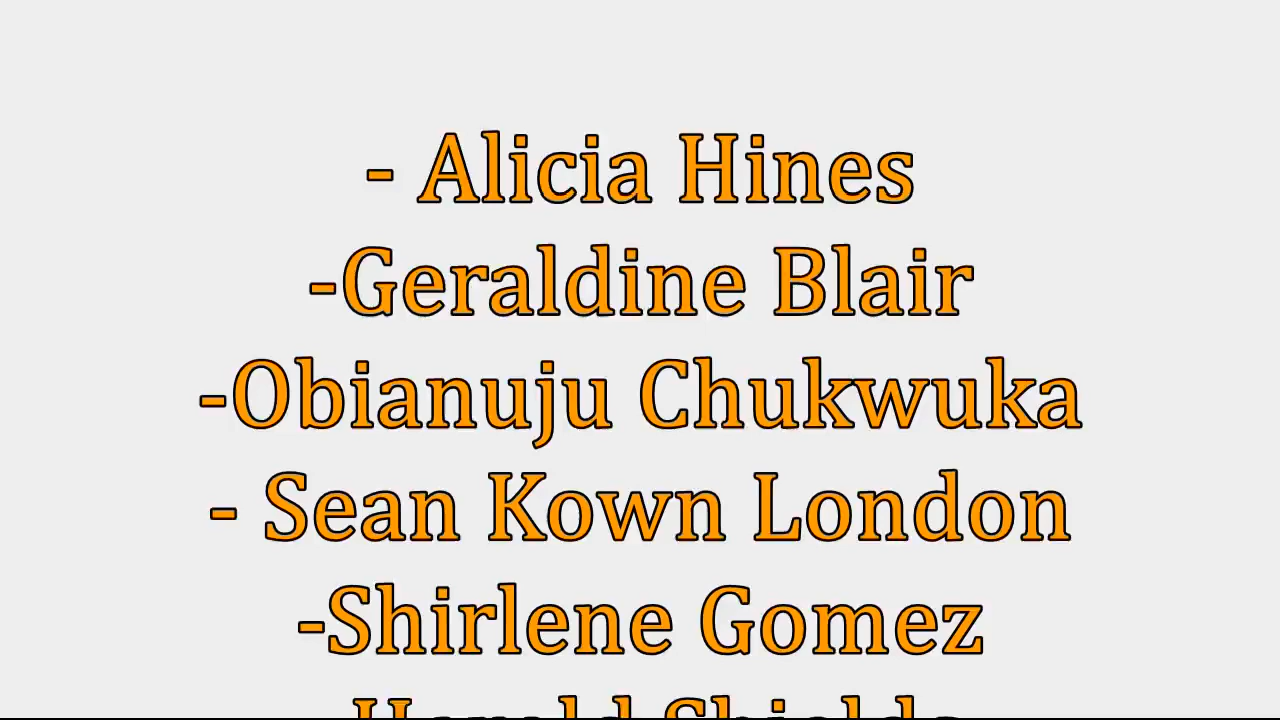 - Alicia Hines
-Geraldine Blair
-Obianuju Chukwuka
- Sean Kown London
-Shirlene Gomez